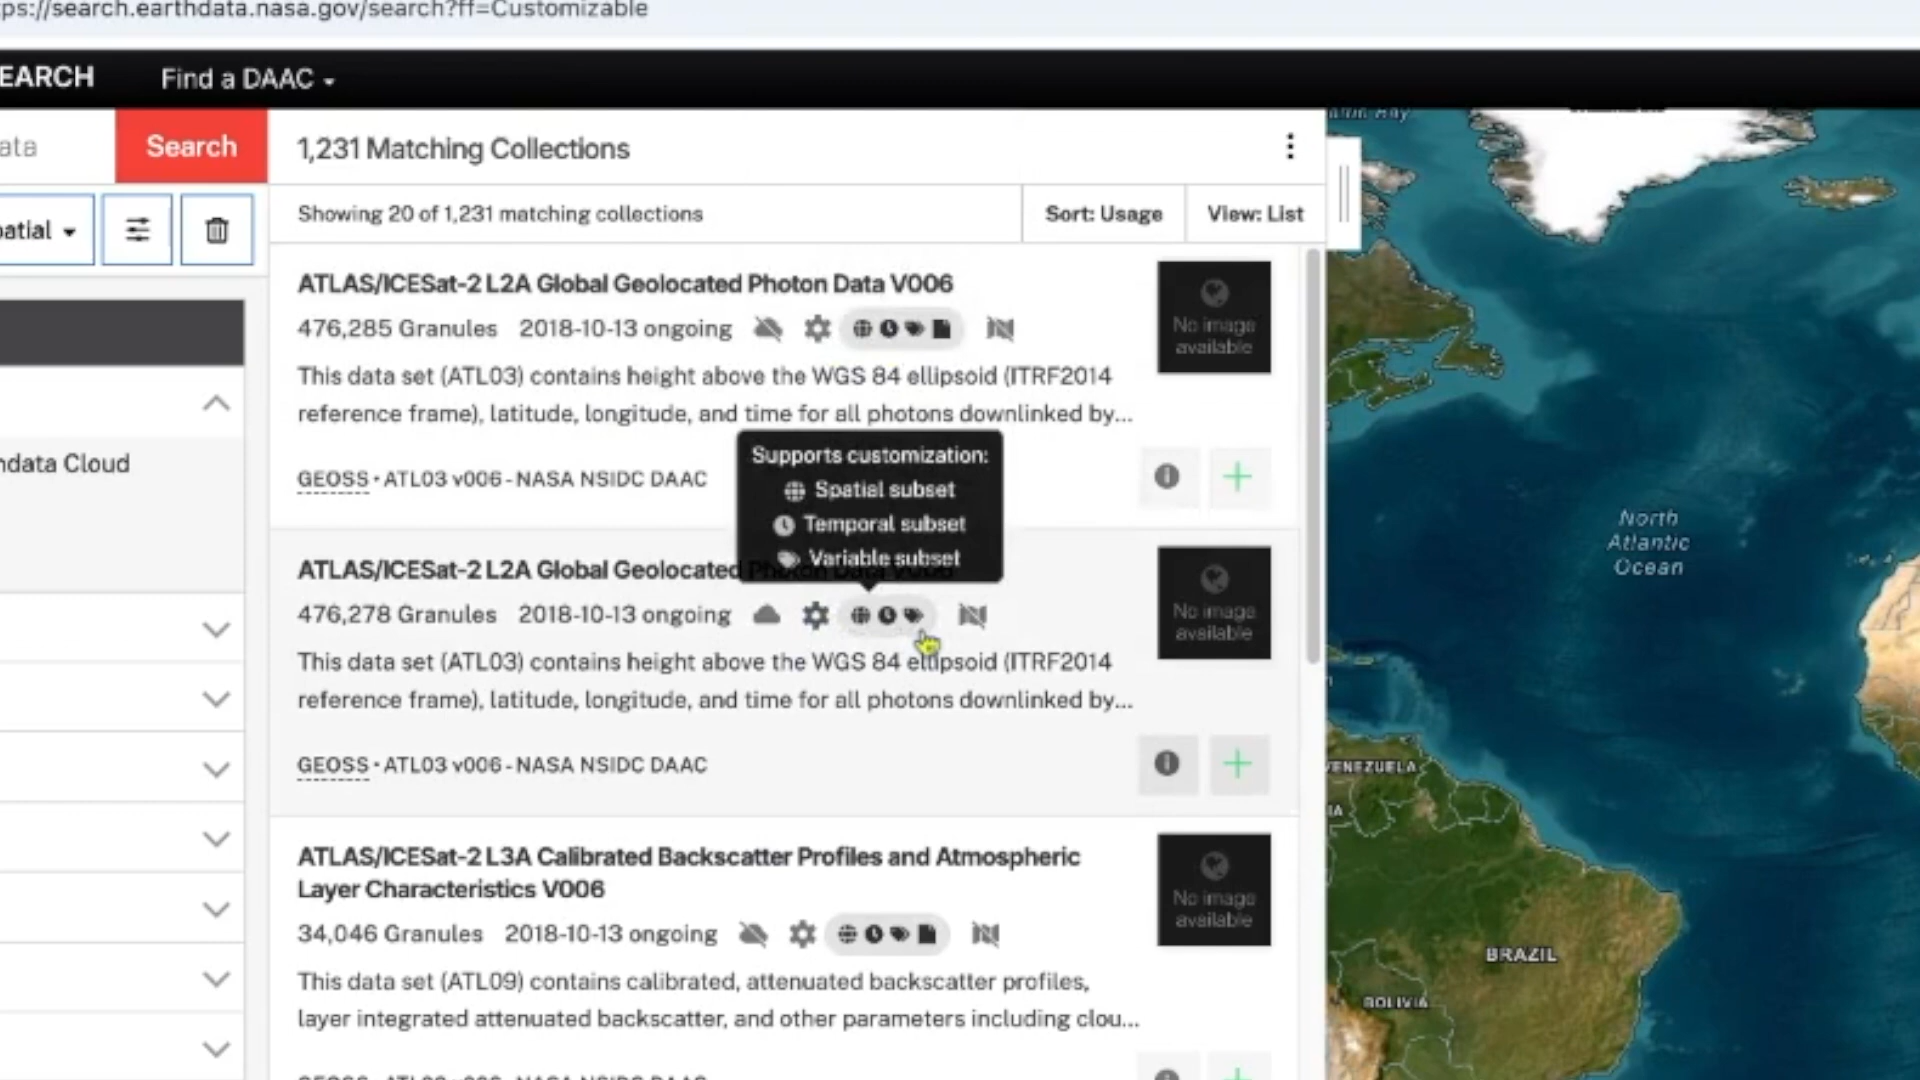 ps://search.earthdata.nasa.gov/search?ff=Customizable
EARCH
Find a DAAC
ata
Search
1,231 Matching Collections
patial
Showing 20 of 1,231 matching collections
Sort: Usage
View: List
ndata Cloud
ATLAS/ICESat-2 L2A Global Geolocated Photon Data V006
476,285 Granules 2018-10-13 ongoing
This data set (ATL03) contains height above the WGS 84 ellipsoid (ITRF2014
reference frame), latitude, longitude, and time for all photons downlinked by...
GEOSS • ATL03 v006 - NASA NSIDC DAAC
No image
available
Supports customization:
Spatial subset
Temporal subset
Variable subset
ATLAS/ICESat-2 L2A Global Geolocated Photon Data V006
476,278 Granules 2018-10-13 ongoing
This data set (ATL03) contains height above the WGS 84 ellipsoid (ITRF2014
reference frame), latitude, longitude, and time for all photons downlinked by...
GEOSS • ATL03 v006 - NASA NSIDC DAAC
No image
available
ATLAS/ICESat-2 L3A Calibrated Backscatter Profiles and Atmospheric
Layer Characteristics V006
34,046 Granules 2018-10-13 ongoing
This data set (ATL09) contains calibrated, attenuated backscatter profiles,
layer integrated attenuated backscatter, and other parameters including clou...
No image
available
North
Atlantic
Ocean
VENEZUELA
BRAZIL
BOLIVIA